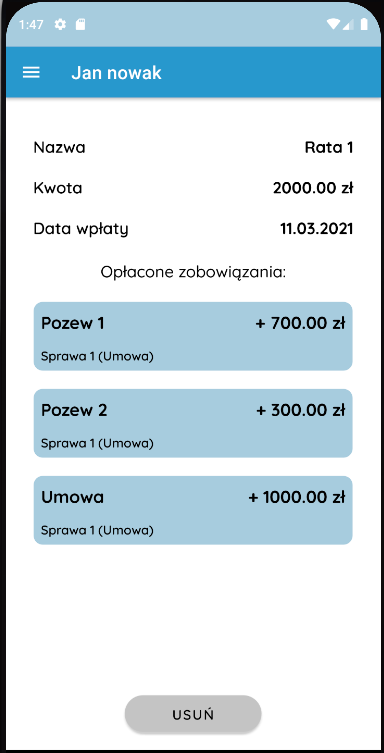 1:47
Jan nowak
Nazwa Rata 1
Kwota 2000.00 zł
Data wpłaty 11.03.2021
Opłacone zobowiązania:
Pozew 1 + 700.00 zł
Sprawa 1 (Umowa)
Pozew 2 + 300.00 zł
Sprawa 1 (Umowa)
Umowa + 1000.00 zł
Sprawa 1 (Umowa)
USUŃ